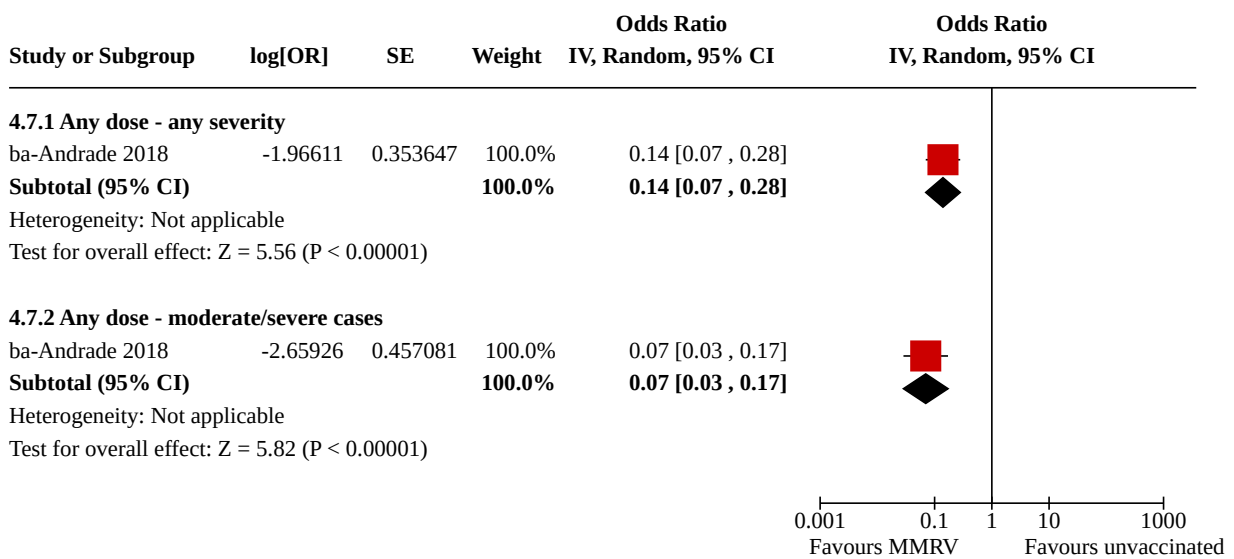 Odds Ratio Odds Ratio
Study or Subgroup log[OR] SE Weight IV, Random, 95% CI IV, Random, 95% CI
4.7.1 Any dose - any severity
ba-Andrade 2018 -1.96611 0.353647 100.0% 0.14 [0.07 , 0.28]
Subtotal (95% CI) 100.0% 0.14 [0.07 , 0.28]
Heterogeneity: Not applicable
Test for overall effect: Z = 5.56 (P < 0.00001)
4.7.2 Any dose - moderate/severe cases
ba-Andrade 2018 -2.65926 0.457081 100.0% 0.07 [0.03 , 0.17]
Subtotal (95% CI) 100.0% 0.07 [0.03 , 0.17]
Heterogeneity: Not applicable
Test for overall effect: Z = 5.82 (P < 0.00001)
0.001 0.1 1 10 1000
Favours MMRV Favours unvaccinated